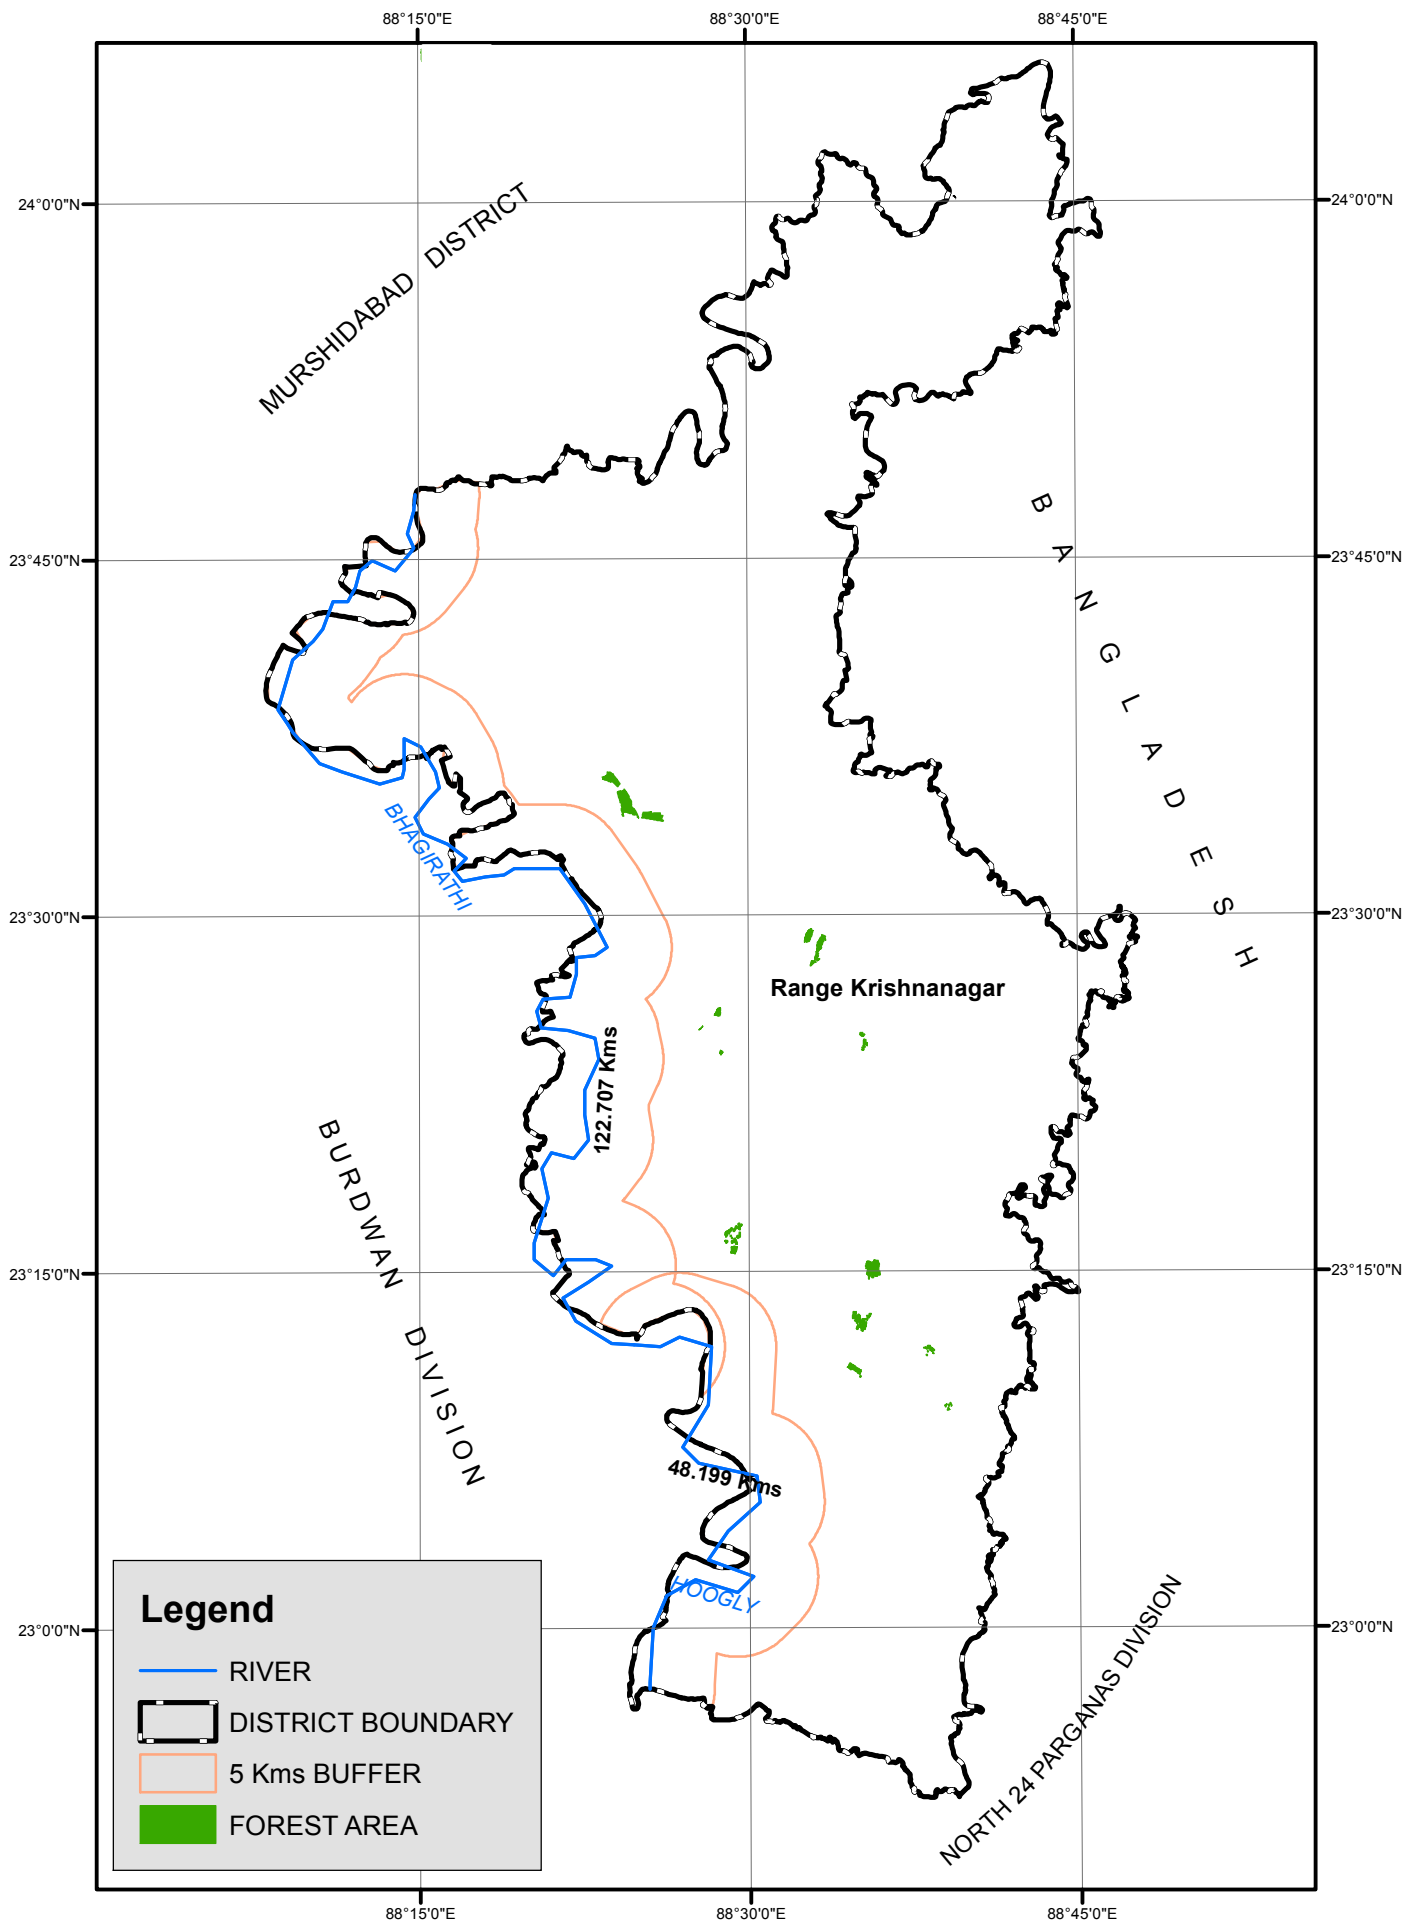 88°15'0"E
88°30'0"E
88°45'0"E
24°0'0"N
24°0'0"N
MURSHIDABAD DISTRICT
23°45'0"N
23°45'0"N
BANGLADESH
BHAGIRATHI
23°30'0"N
23°30'0"N
Range Krishnanagar
122.707 Kms
BURDWAN DIVISION
23°15'0"N
23°15'0"N
48.199 Kms
HOOGLY
23°0'0"N
23°0'0"N
NORTH 24 PARGANAS DIVISION
Legend
RIVER
DISTRICT BOUNDARY
5 Kms BUFFER
FOREST AREA
88°15'0"E
88°30'0"E
88°45'0"E